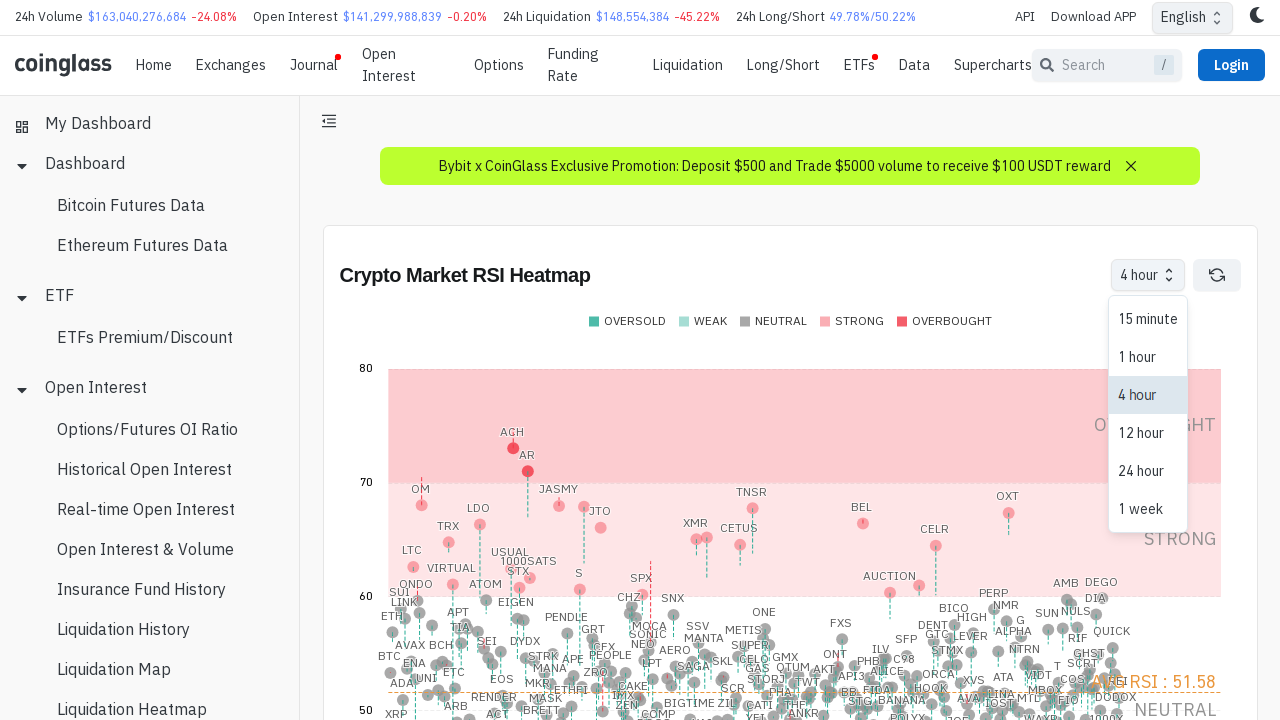 24h Volume $163,040,276,684 -24.08% Open Interest $141,299,988,839 -0.20% 24h Liquidation $148,554,384 -45.22% 24h Long/Short 49.78%/50.22% API Download APP English
coinglass Home Exchanges Journal Open Interest Options Funding Rate Liquidation Long/Short ETFs Data Supercharts Search / Login
My Dashboard
Dashboard
Bitcoin Futures Data
Ethereum Futures Data
ETF
ETFs Premium/Discount
Open Interest
Options/Futures OI Ratio
Historical Open Interest
Real-time Open Interest
Open Interest & Volume
Insurance Fund History
Liquidation History
Liquidation Map
Liquidation Heatmap
Bybit x CoinGlass Exclusive Promotion: Deposit $500 and Trade $5000 volume to receive $100 USDT reward
Crypto Market RSI Heatmap
4 hour
15 minute
1 hour
4 hour
12 hour
24 hour
1 week
OVERSOLD WEAK NEUTRAL STRONG OVERBOUGHT
80
ACH
AR
70
OM JASMY TNSR OXT
LDO JTO BEL
TRX XMR CETUS CELR
STRONG
LTC USUAL
1000SATS
VIRTUAL STX S SPX AUCTION
ONDO ATOM AMB DEGO
60
SUI LINK EIGEN CHZ SNX PERP NMR DIA
ETH APT PENDLE ONE BICO HIGH SUN NULS
TIA GRT MOCA SSV METIS FXS DENT G QUICK
AVAX BCH SEI DYDX CFX SONIC MANTA SFP GTC LEVER ALPHA RIF
BTC ENA STRK APE PEOPLE NEO AERO SUPER GMX ONT ILV STMX NTRN GHST
ETC MANA ZRO LPT SAGA CELO PHB C98 SCRT
ADA UNI EOS MKR ETHFI CAKE SCR GAS QTUM AKT API3 ALICE ORCA XVS ATA T COS
AVG RSI : 51.58
RENDER MASK IMX STORJ TWT HOOK MBOX
ARB ZEN BIGTIME ZIL PHA STG BANANA AVA IOST MTL FIO DODOX
XRP ACT BRETT COMP CATI THE ANKR
50
NEUTRAL